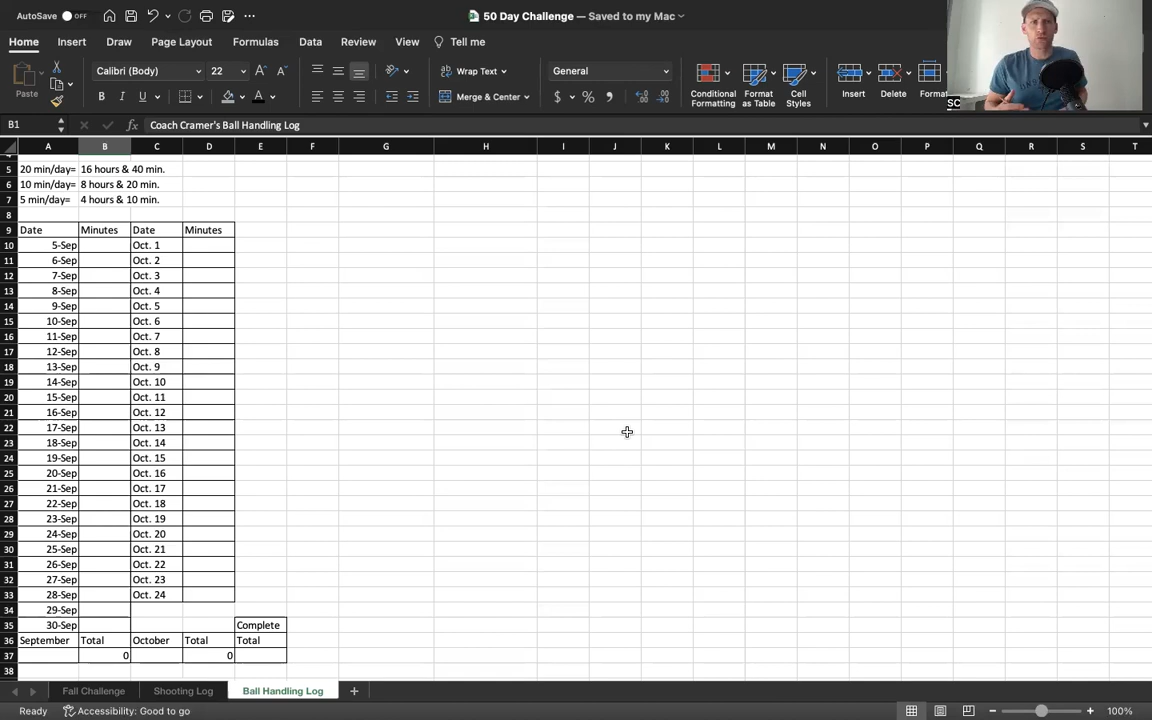 AutoSave OFF 50 Day Challenge — Saved to my Mac
Home Insert Draw Page Layout Formulas Data Review View Tell me
Paste Calibri (Body) 22 A A Wrap Text General Conditional Formatting Format as Table Cell Styles Insert Delete Forma
B I U A Merge & Center $ % SC
B1 fx Coach Cramer's Ball Handling Log
A B C D E F G H I J K L M N O P Q R S T
5 20 min/day= 16 hours & 40 min.
6 10 min/day= 8 hours & 20 min.
7 5 min/day= 4 hours & 10 min.
8
9 Date Minutes Date Minutes
10 5-Sep Oct. 1
11 6-Sep Oct. 2
12 7-Sep Oct. 3
13 8-Sep Oct. 4
14 9-Sep Oct. 5
15 10-Sep Oct. 6
16 11-Sep Oct. 7
17 12-Sep Oct. 8
18 13-Sep Oct. 9
19 14-Sep Oct. 10
20 15-Sep Oct. 11
21 16-Sep Oct. 12
22 17-Sep Oct. 13
23 18-Sep Oct. 14
24 19-Sep Oct. 15
25 20-Sep Oct. 16
26 21-Sep Oct. 17
27 22-Sep Oct. 18
28 23-Sep Oct. 19
29 24-Sep Oct. 20
30 25-Sep Oct. 21
31 26-Sep Oct. 22
32 27-Sep Oct. 23
33 28-Sep Oct. 24
34 29-Sep
35 30-Sep Complete
36 September Total October Total Total
37 0 0
38
Fall Challenge Shooting Log Ball Handling Log +
Ready Accessibility: Good to go 100%